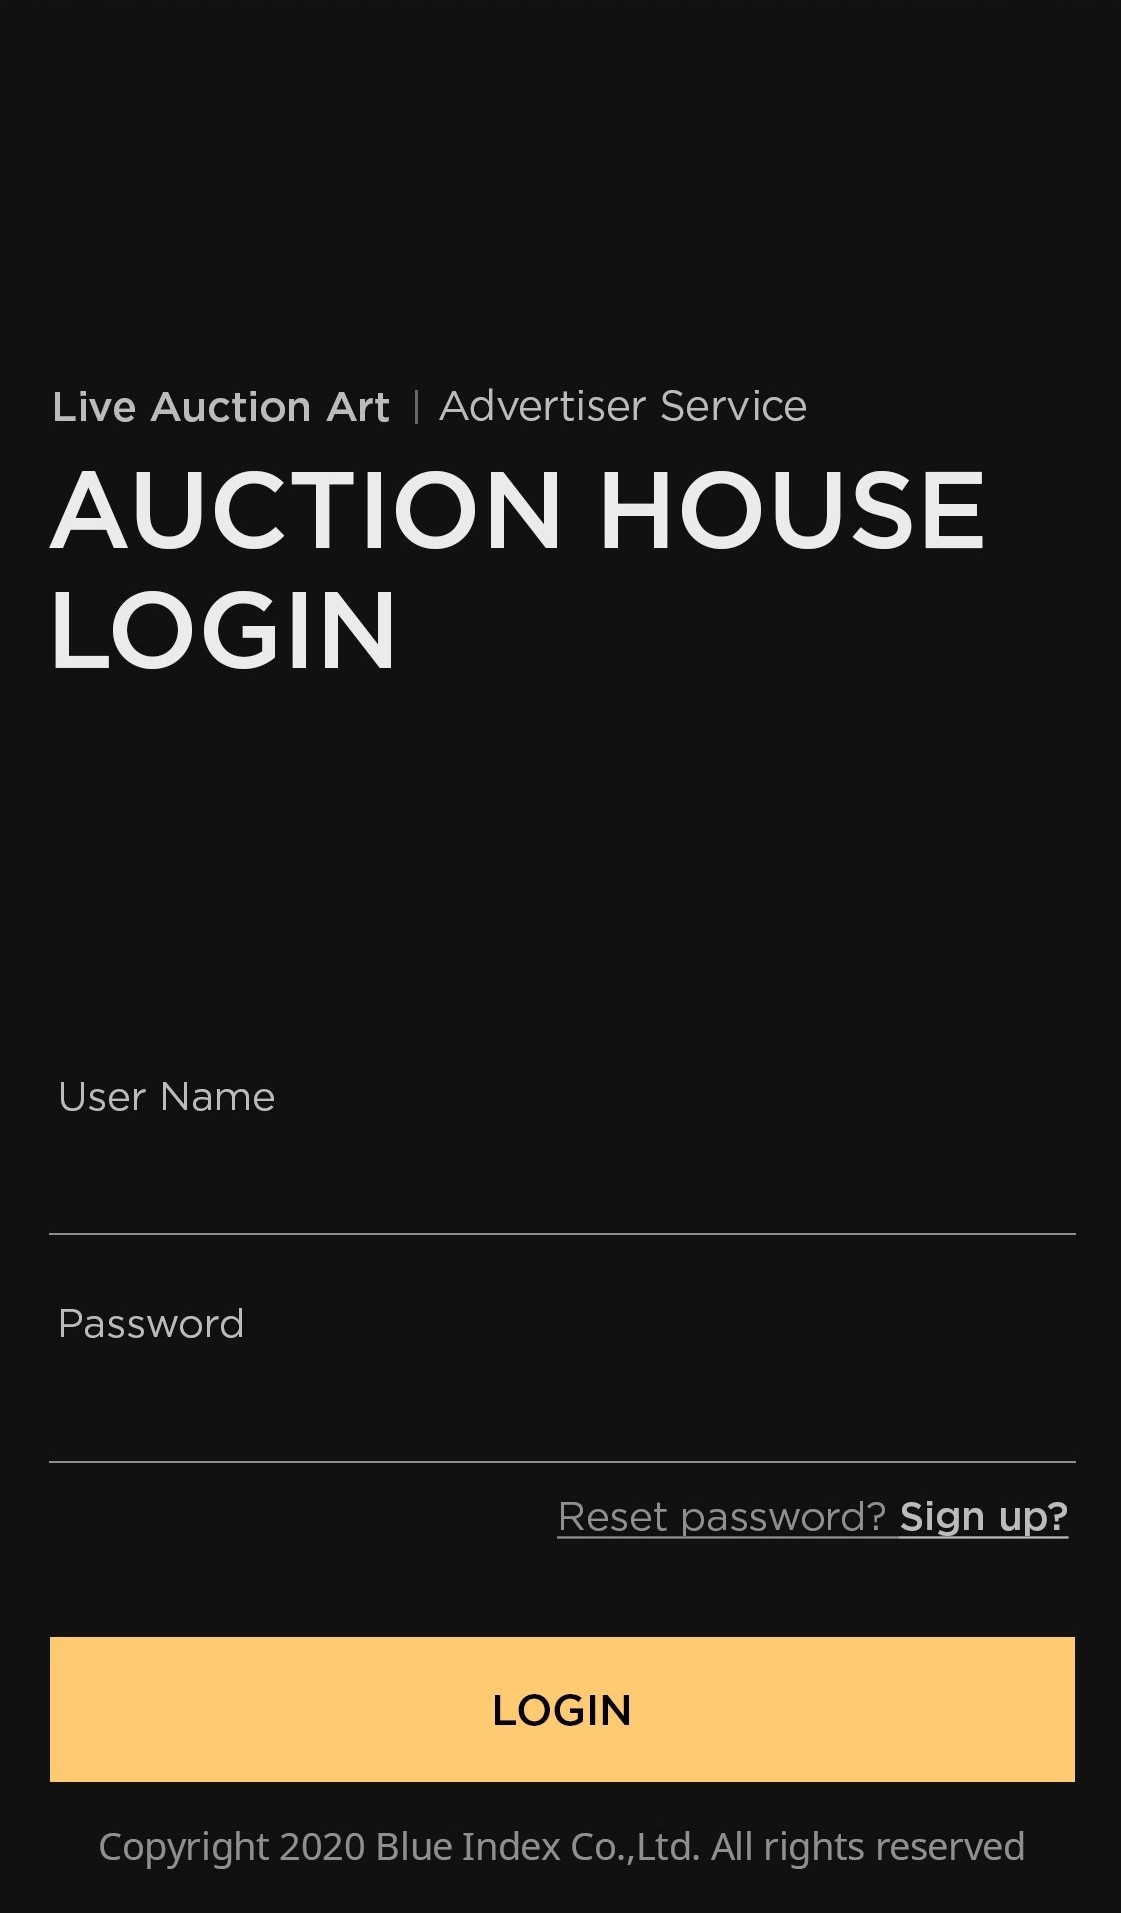 Live Auction Art | Advertiser Service
AUCTION HOUSE
LOGIN
User Name
Password
Reset password? Sign up?
LOGIN
Copyright 2020 Blue Index Co.,Ltd. All rights reserved